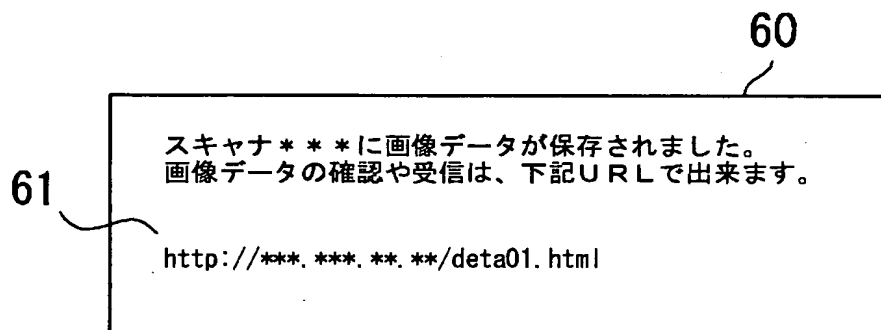 60
スキャナ＊＊＊に画像データが保存されました。
画像データの確認や受信は、下記ＵＲＬで出来ます。
61
http://***.***.**.**/deta01.html